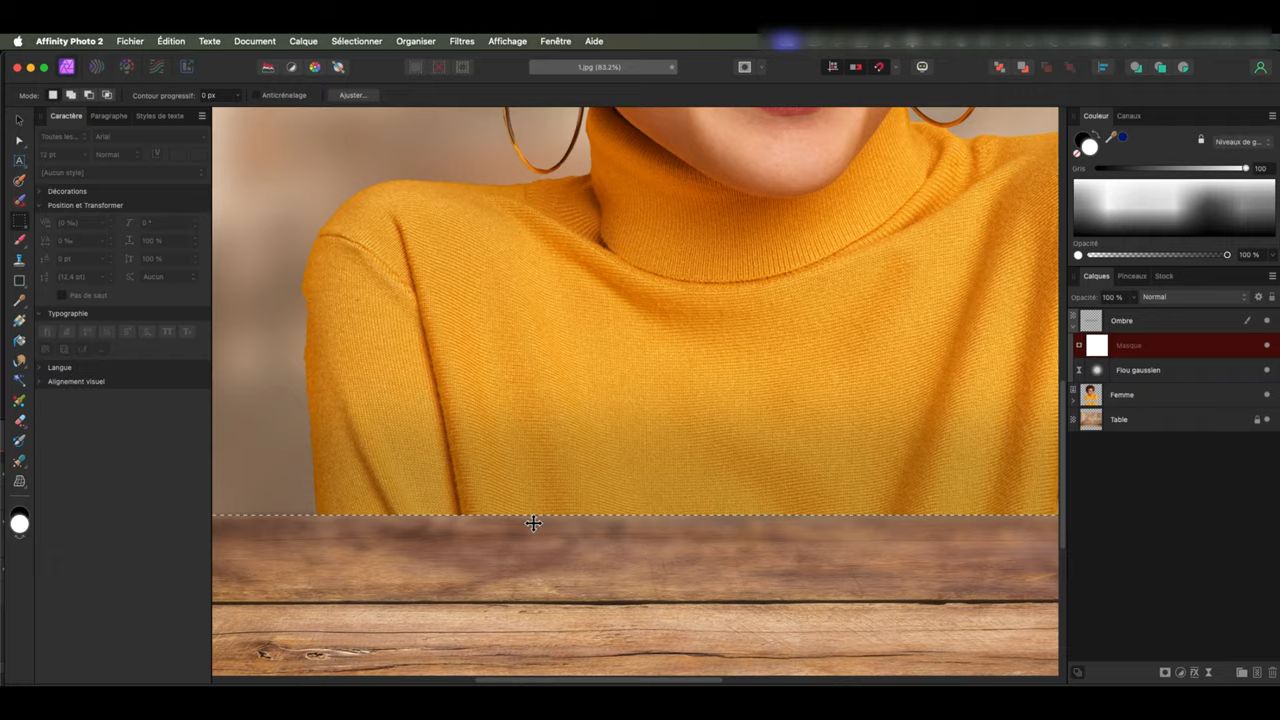 Affinity Photo 2 Fichier Édition Texte Document Calque Sélectionner Organiser Filtres Affichage Fenêtre Aide
1.jpg (83.2%)
Mode: Contour progressif: 0 px Anticrénelage Ajuster...
Caractère Paragraphe Styles de texte
Toutes les... Arial
12 pt Normal
[Aucun style]
Décorations
Position et Transformer
(0 ‰) 0 °
0 ‰ 100 %
0 pt 100 %
(12,4 pt) Aucun
Pas de saut
Typographie
Langue
Alignement visuel
Couleur Canaux
Niveaux de g...
Gris 100
Opacité
100 %
Calques Pinceaux Stock
Opacité: 100 % Normal
Ombre
Masque
Flou gaussien
Femme
Table